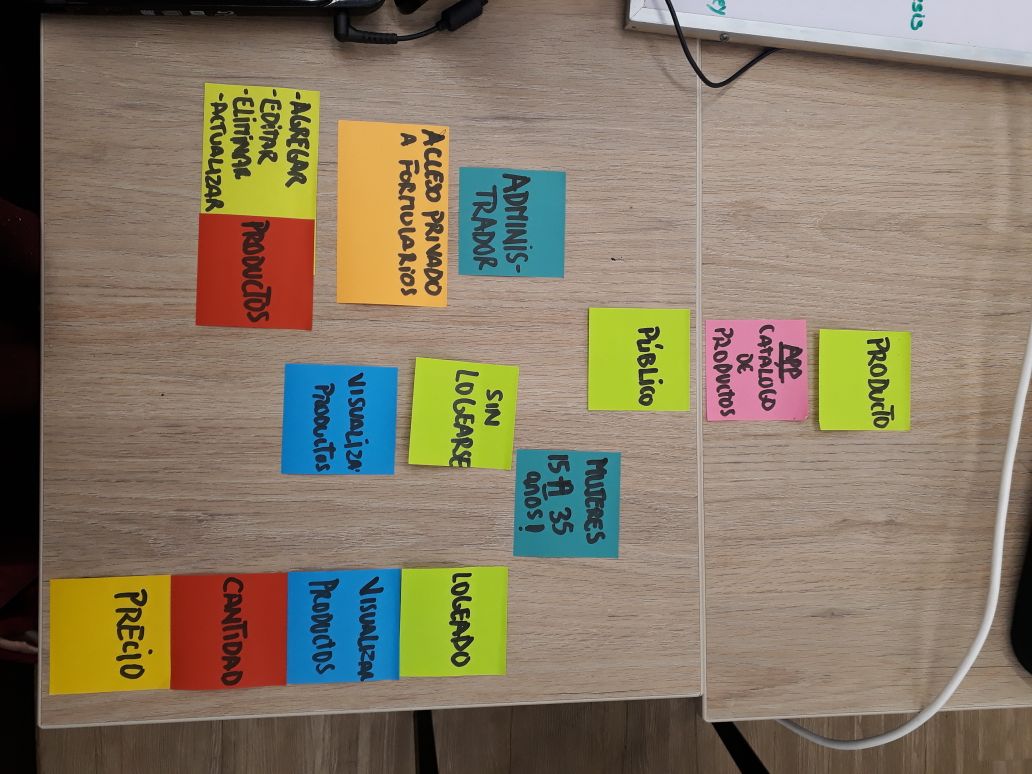 PRODUCTO
APP
CATALOGO
DE
PRODUCTOS
PÚBLICO
ADMINIS-
TRADOR
ACCESO PRIVADO
A FORMULARIOS
-AGREGAR
-EDITAR
-ELIMINAR
-ACTUALIZAR
PRODUCTOS
MUJERES
15 A 35
años!
SIN
LOGEARSE
VISUALIZA
PRODUCTOS
LOGEADO
VISUALIZAR
PRODUCTOS
CANTIDAD
PRECIO